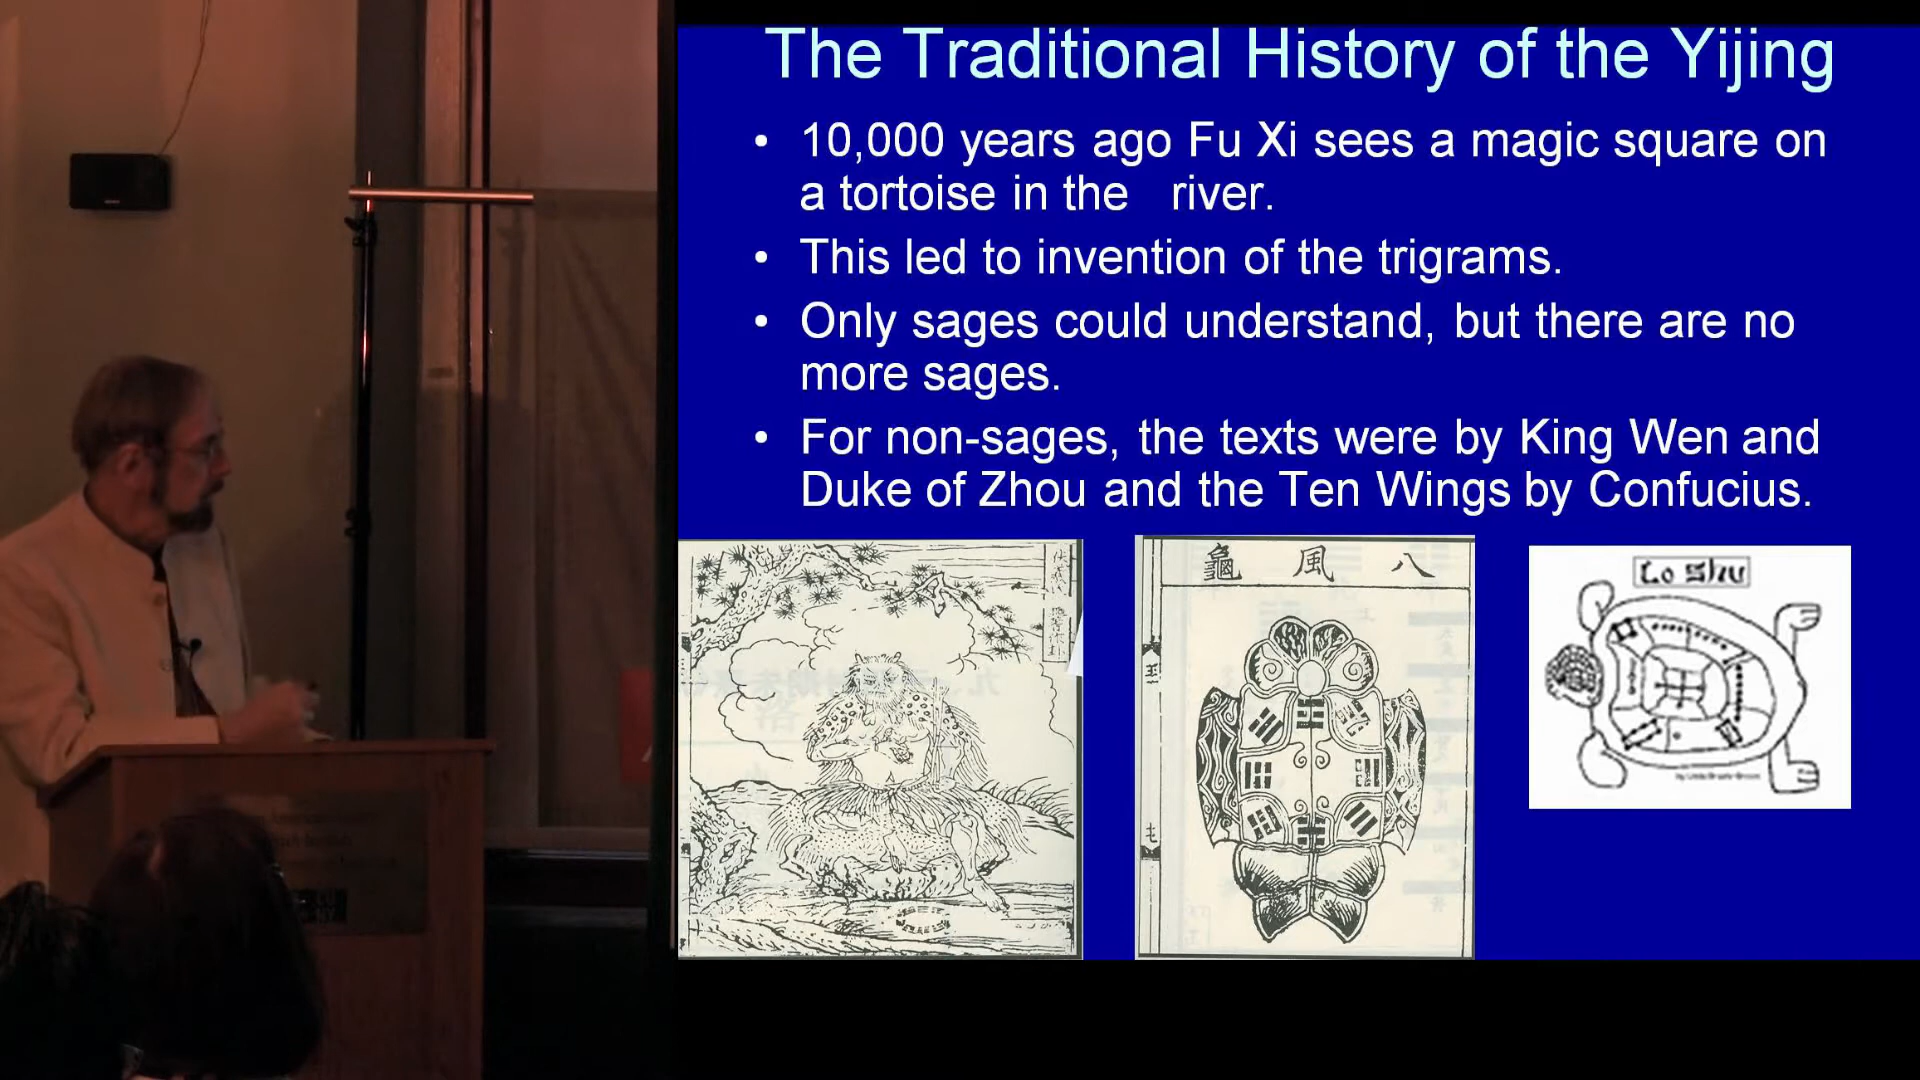 The Traditional History of the Yijing
• 10,000 years ago Fu Xi sees a magic square on
a tortoise in the river.
• This led to invention of the trigrams.
• Only sages could understand, but there are no
more sages.
• For non-sages, the texts were by King Wen and
Duke of Zhou and the Ten Wings by Confucius.
龜 風 八
Lo Shu